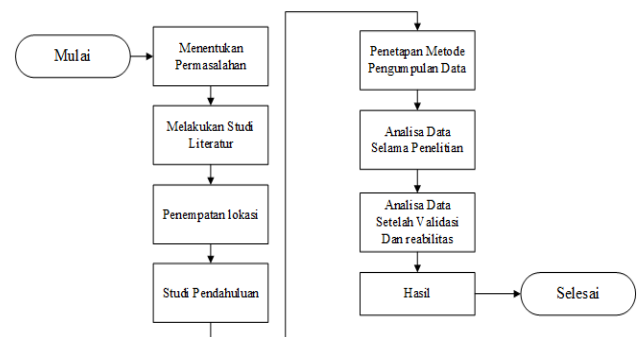 Mulai
Menentukan
Permasalahan
Melakukan Studi
Literatur
Penempatan lokasi
Studi Pendahuluan
Penetapan Metode
Pengumpulan Data
Analisa Data
Selama Penelitian
Analisa Data
Setelah Validasi
Dan reabilitas
Hasil
Selesai